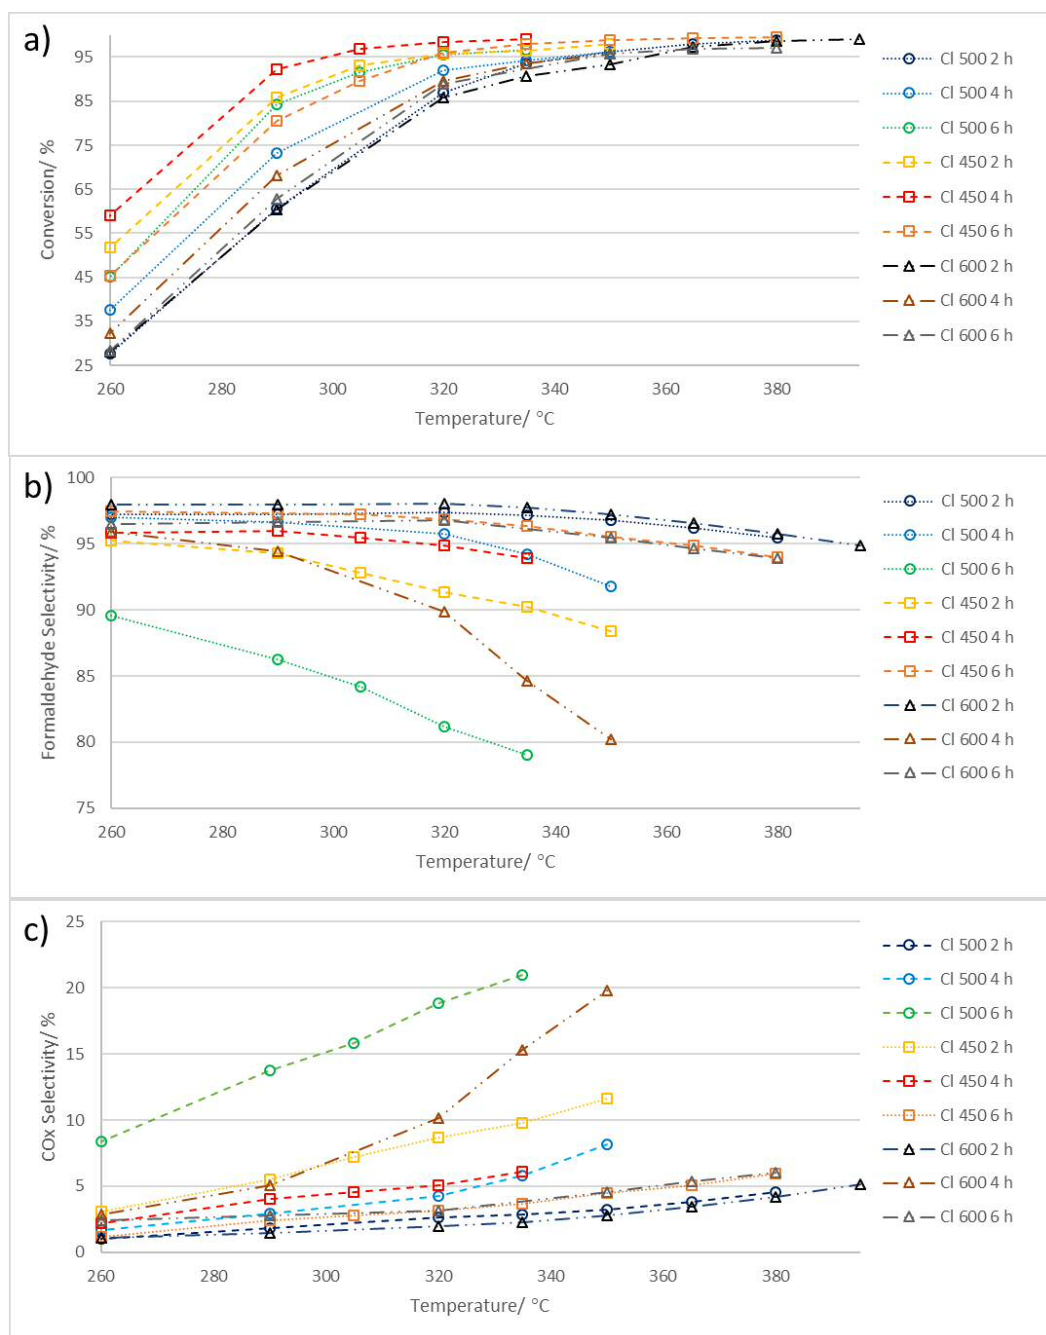 a)
95
85
75
65
55
45
35
25
Conversion/ %
260
280
300
320
340
360
380
Temperature/ °C
Cl 500 2 h
Cl 500 4 h
Cl 500 6 h
Cl 450 2 h
Cl 450 4 h
Cl 450 6 h
Cl 600 2 h
Cl 600 4 h
Cl 600 6 h
b)
100
95
90
85
80
75
Formaldehyde Selectivity/ %
260
280
300
320
340
360
380
Temperature/ °C
Cl 500 2 h
Cl 500 4 h
Cl 500 6 h
Cl 450 2 h
Cl 450 4 h
Cl 450 6 h
Cl 600 2 h
Cl 600 4 h
Cl 600 6 h
c)
25
20
15
10
5
0
COx Selectivity/ %
260
280
300
320
340
360
380
Temperature/ °C
Cl 500 2 h
Cl 500 4 h
Cl 500 6 h
Cl 450 2 h
Cl 450 4 h
Cl 450 6 h
Cl 600 2 h
Cl 600 4 h
Cl 600 6 h